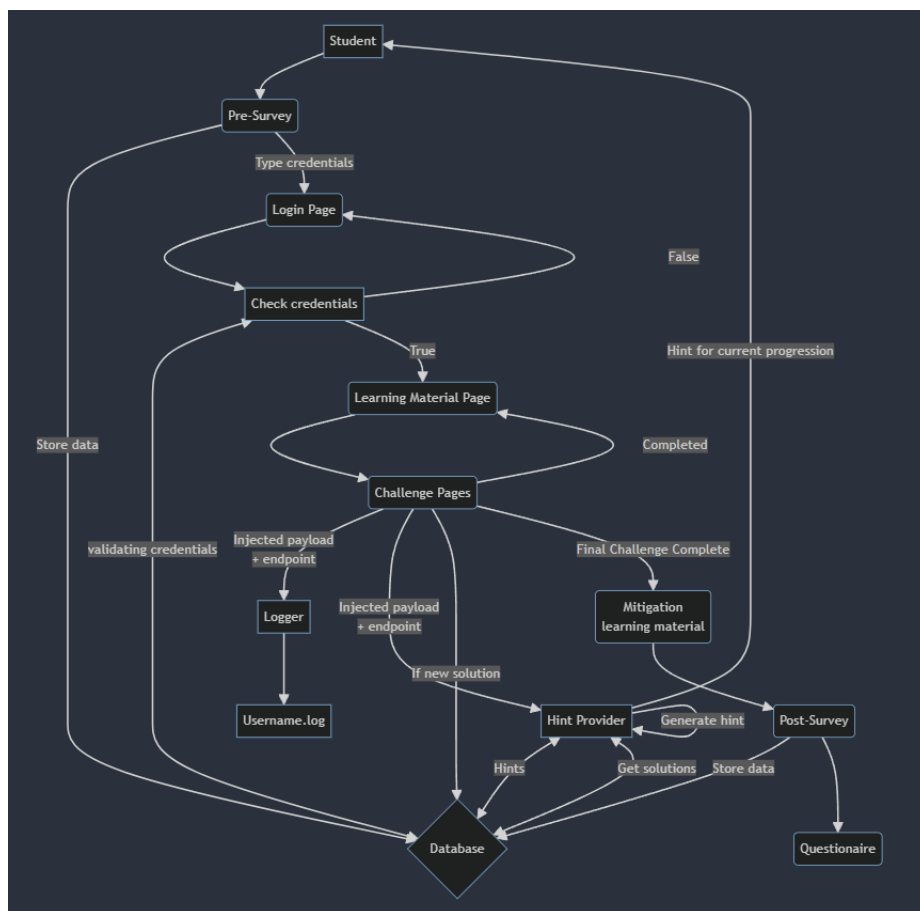 Student
Pre-Survey
Type credentials
Login Page
False
Check credentials
True
Hint for current progression
Learning Material Page
Store data
Completed
Challenge Pages
Injected payload
+ endpoint
validating credentials
Final Challenge Complete
Injected payload
+ endpoint
Logger
Mitigation
learning material
If new solution
Username.log
Hint Provider
Generate hint
Post-Survey
Hints
Get solutions
Store data
Database
Questionaire